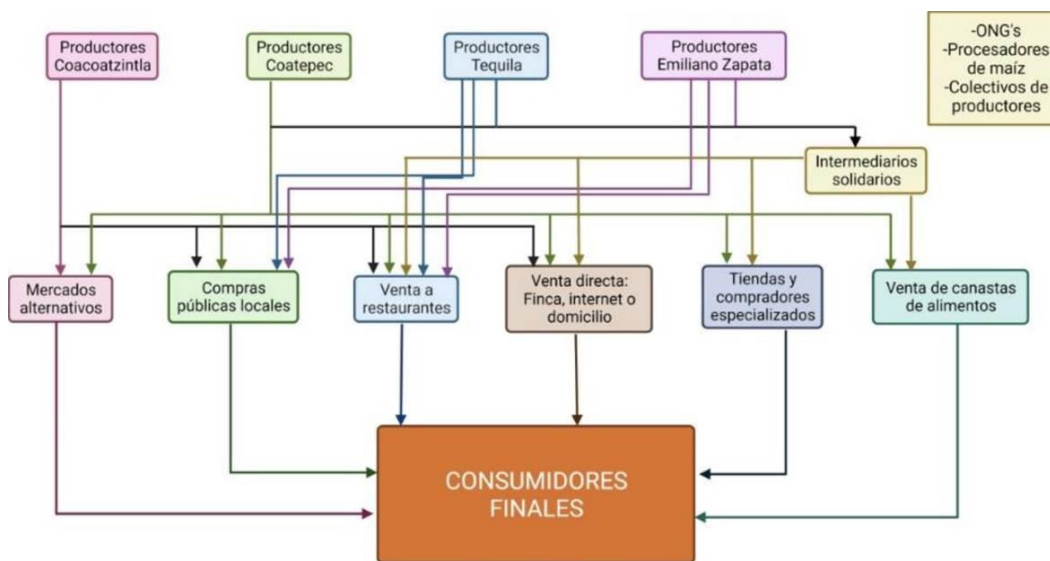 Productores
Coacoatzintla
Productores
Coatepec
Productores
Tequila
Productores
Emiliano Zapata
-ONG's
-Procesadores
de maíz
-Colectivos de
productores
Intermediarios
solidarios
Mercados
alternativos
Compras
públicas locales
Venta a
restaurantes
Venta directa:
Finca, internet o
domicilio
Tiendas y
compradores
especializados
Venta de canastas
de alimentos
CONSUMIDORES
FINALES